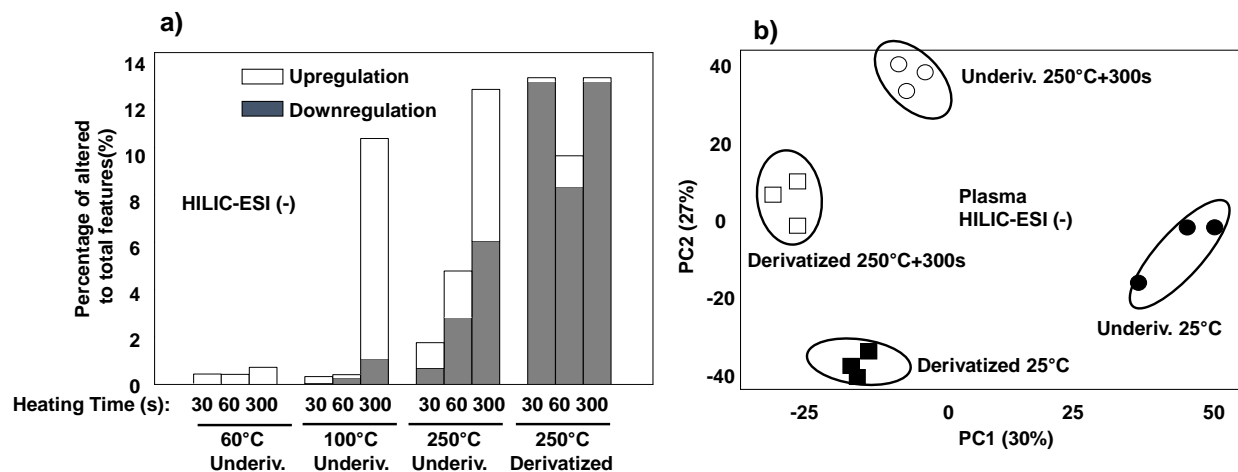 a)
Percentage of altered
to total features(%)
14
12
10
8
6
4
2
0
Upregulation
Downregulation
HILIC-ESI (-)
Heating Time (s): 30 60 300 30 60 300 30 60 300 30 60 300
60°C 100°C 250°C 250°C
Underiv. Underiv. Underiv. Derivatized
b)
PC2 (27%)
40
20
0
-20
-40
Underiv. 250°C+300s
Plasma
HILIC-ESI (-)
Derivatized 250°C+300s
Underiv. 25°C
Derivatized 25°C
-25 0 25 50
PC1 (30%)